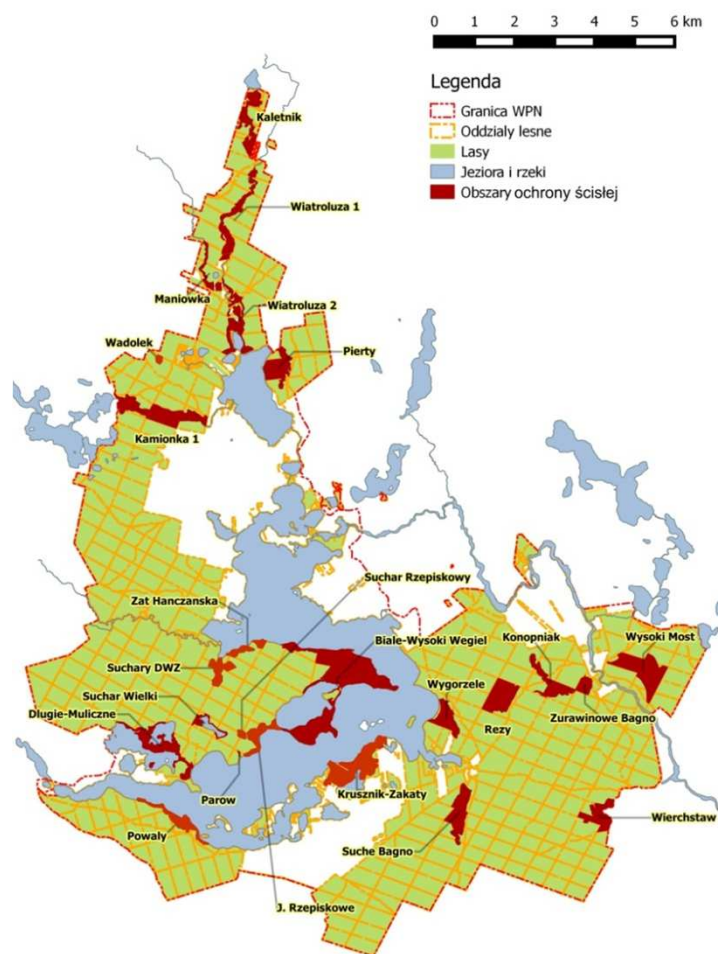 0 1 2 3 4 5 6 km
Legenda
Granica WPN
Oddzialy lesne
Lasy
Jeziora i rzeki
Obszary ochrony ścisłej
Kaletnik
Wiatroluza 1
Maniowka
Wiatroluza 2
Wadolek
Pierty
Kamionka 1
Suchar Rzepiskowy
Zat Hanczanska
Biale-Wysoki Wegiel
Konopniak
Wysoki Most
Suchary DWZ
Wygorzele
Suchar Wielki
Dlugie-Muliczne
Rezy
Zurawinowe Bagno
Parow
Krusznik-Zakaty
Wierchstaw
Powaly
Suche Bagno
J. Rzepiskowe